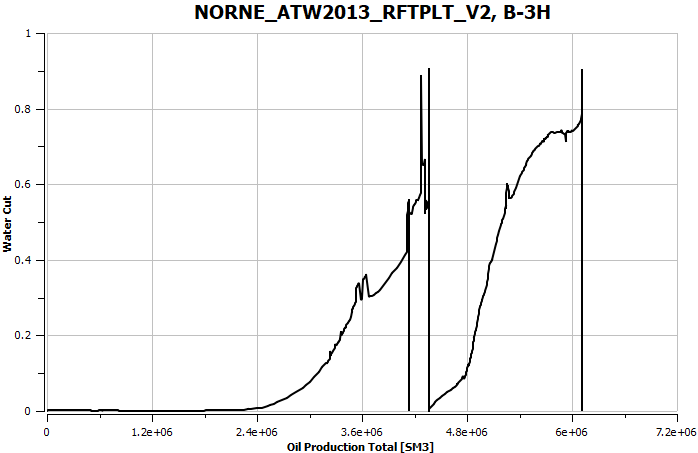 NORNE_ATW2013_RFTPLT_V2, B-3H
1
0.8
0.6
0.4
0.2
0
Water Cut
0 1.2e+06 2.4e+06 3.6e+06 4.8e+06 6e+06 7.2e+06
Oil Production Total [SM3]